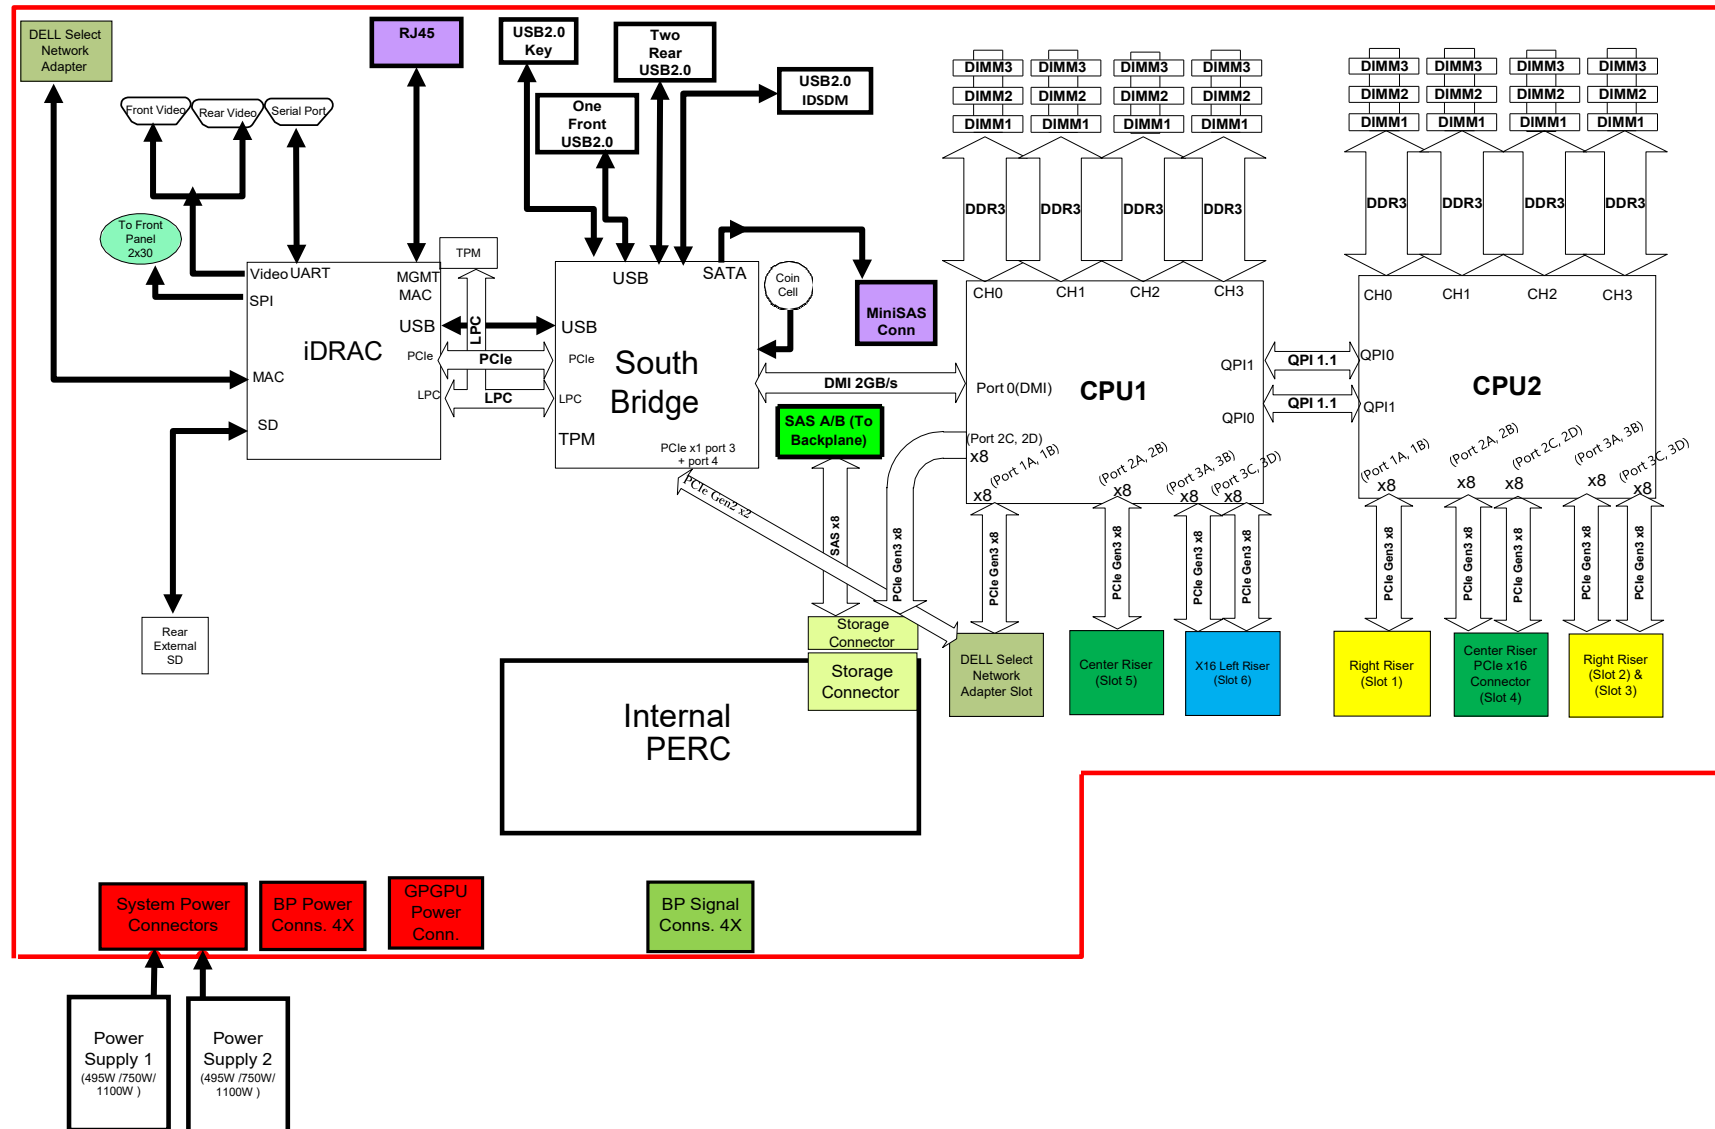 DELL Select
Network
Adapter
RJ45
USB2.0
Key
Two
Rear
USB2.0
USB2.0
IDSDM
One
Front
USB2.0
Front Video
Rear Video
Serial Port
To Front
Panel
2x30
TPM
Video
UART
SPI
MGMT
MAC
USB
iDRAC
PCIe
MAC
LPC
SD
LPC
PCIe
LPC
USB
SATA
USB
PCIe
South
Bridge
LPC
TPM
PCIe x1 port 3
+ port 4
Coin
Cell
MiniSAS
Conn
DMI 2GB/s
SAS A/B (To
Backplane)
PCIe Gen2 x2
SAS x8
PCIe Gen3 x8
Rear
External
SD
Storage
Connector
Storage
Connector
Internal
PERC
DIMM3
DIMM3
DIMM3
DIMM3
DIMM2
DIMM2
DIMM2
DIMM2
DIMM1
DIMM1
DIMM1
DIMM1
DDR3
DDR3
DDR3
DDR3
CH0
CH1
CH2
CH3
QPI1
Port 0(DMI)
CPU1
QPI0
(Port 2C, 2D)
x8
(Port 1A, 1B)
x8
(Port 2A, 2B)
x8
(Port 3A, 3B)
x8
(Port 3C, 3D)
x8
PCIe Gen3 x8
PCIe Gen3 x8
PCIe Gen3 x8
PCIe Gen3 x8
DELL Select
Network
Adapter Slot
Center Riser
(Slot 5)
X16 Left Riser
(Slot 6)
QPI 1.1
QPI 1.1
DIMM3
DIMM3
DIMM3
DIMM3
DIMM2
DIMM2
DIMM2
DIMM2
DIMM1
DIMM1
DIMM1
DIMM1
DDR3
DDR3
DDR3
DDR3
CH0
CH1
CH2
CH3
QPI0
CPU2
QPI1
(Port 1A, 1B)
x8
(Port 2A, 2B)
x8
(Port 2C, 2D)
x8
(Port 3A, 3B)
x8
(Port 3C, 3D)
x8
PCIe Gen3 x8
PCIe Gen3 x8
PCIe Gen3 x8
PCIe Gen3 x8
PCIe Gen3 x8
Right Riser
(Slot 1)
Center Riser
PCIe x16
Connector
(Slot 4)
Right Riser
(Slot 2) &
(Slot 3)
System Power
Connectors
BP Power
Conns. 4X
GPGPU
Power
Conn.
BP Signal
Conns. 4X
Power
Supply 1
(495W /750W/
1100W )
Power
Supply 2
(495W /750W/
1100W )